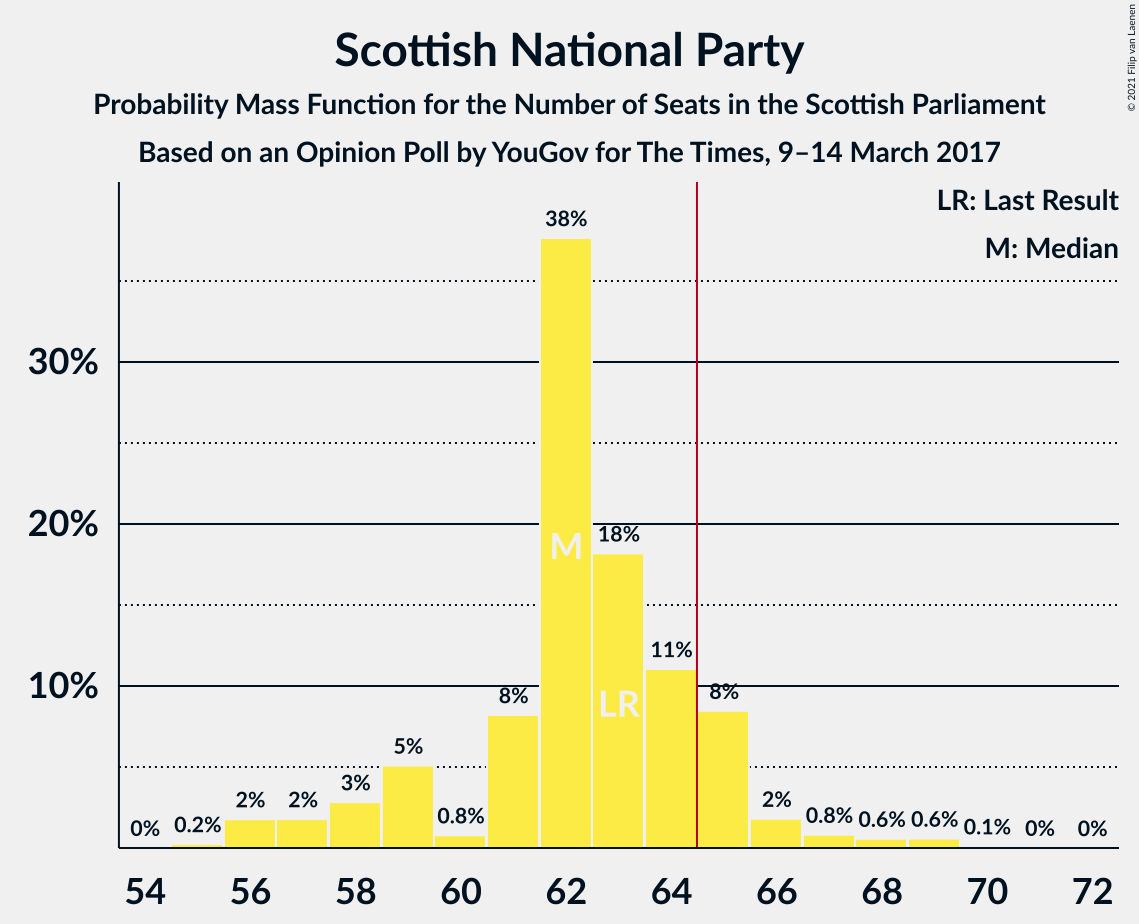 Scottish National Party
Probability Mass Function for the Number of Seats in the Scottish Parliament
Based on an Opinion Poll by YouGov for The Times, 9–14 March 2017
© 2021 Filip van Laenen
LR: Last Result
M: Median
30%
20%
10%
0%
0.2%
2%
2%
3%
5%
0.8%
8%
38%
18%
11%
8%
2%
0.8%
0.6%
0.6%
0.1%
0%
0%
M
LR
54 56 58 60 62 64 66 68 70 72